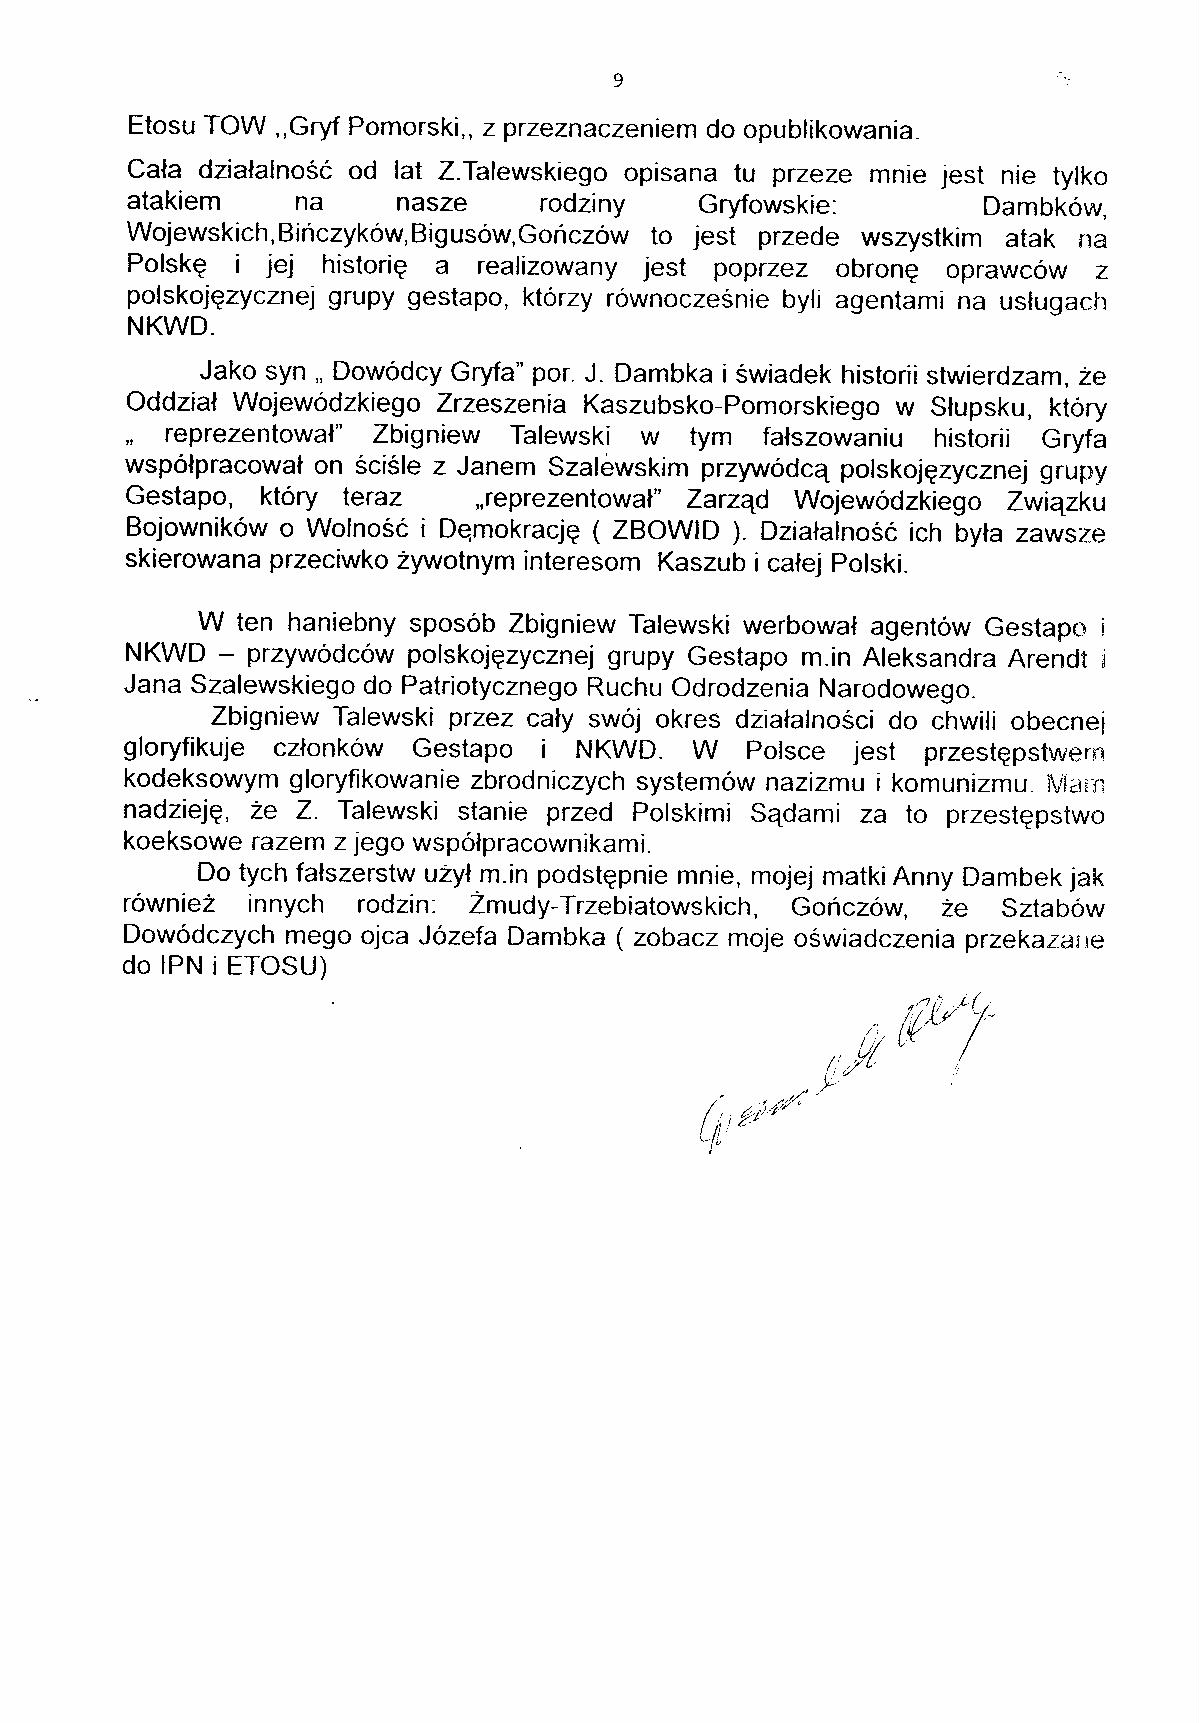 9
Etosu TOW ,,Gryf Pomorski,, z przeznaczeniem do opublikowania.
Cała działalność od lat Z.Talewskiego opisana tu przeze mnie jest nie tylko
atakiem na nasze rodziny Gryfowskie: Dambków,
Wojewskich,Bińczyków,Bigusów,Gończów to jest przede wszystkim atak na
Polskę i jej historię a realizowany jest poprzez obronę oprawców z
polskojęzycznej grupy gestapo, którzy równocześnie byli agentami na usługach
NKWD.
Jako syn „ Dowódcy Gryfa” por. J. Dambka i świadek historii stwierdzam, że
Oddział Wojewódzkiego Zrzeszenia Kaszubsko-Pomorskiego w Słupsku, który
„ reprezentował” Zbigniew Talewski w tym fałszowaniu historii Gryfa
współpracował on ściśle z Janem Szalewskim przywódcą polskojęzycznej grupy
Gestapo, który teraz „reprezentował” Zarząd Wojewódzkiego Związku
Bojowników o Wolność i Demokrację ( ZBOWID ). Działalność ich była zawsze
skierowana przeciwko żywotnym interesom Kaszub i całej Polski.
W ten haniebny sposób Zbigniew Talewski werbował agentów Gestapo i
NKWD – przywódców polskojęzycznej grupy Gestapo m.in Aleksandra Arendt i
Jana Szalewskiego do Patriotycznego Ruchu Odrodzenia Narodowego.
Zbigniew Talewski przez cały swój okres działalności do chwili obecnej
gloryfikuje członków Gestapo i NKWD. W Polsce jest przestępstwem
kodeksowym gloryfikowanie zbrodniczych systemów nazizmu i komunizmu. Mam
nadzieję, że Z. Talewski stanie przed Polskimi Sądami za to przestępstwo
koeksowe razem z jego współpracownikami.
Do tych fałszerstw użył m.in podstępnie mnie, mojej matki Anny Dambek jak
również innych rodzin: Żmudy-Trzebiatowskich, Gończów, że Sztabów
Dowódczych mego ojca Józefa Dambka ( zobacz moje oświadczenia przekazane
do IPN i ETOSU)